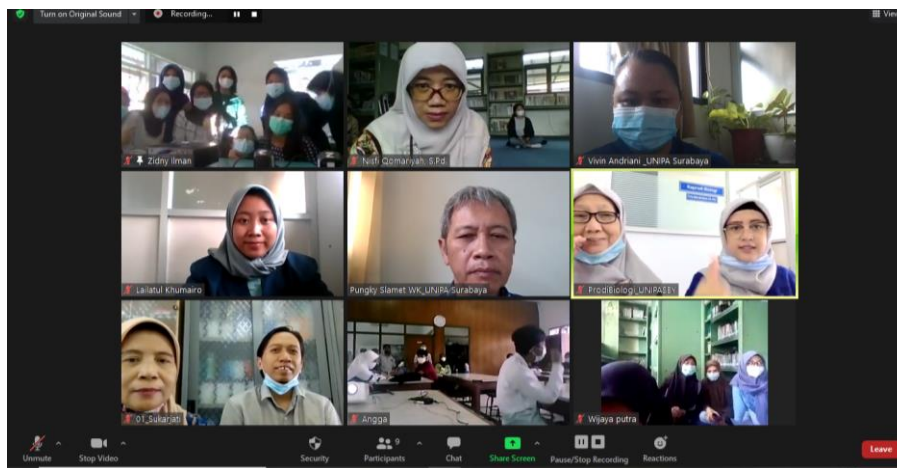 Turn on Original Sound
Recording...
View
Zidny Ilman
Nisfi Qomariyah, S.Pd
Vivin Andriani _UNIPA Surabaya
Lailatul Khumairo
Pungky Slamet WK_UNIPA Surabaya
ProdiBiologi_UNIPASBY
01_Sukarjati
Angga
Wijaya putra
Unmute
Stop Video
Security
9
Participants
Chat
Share Screen
Pause/Stop Recording
Reactions
Leave